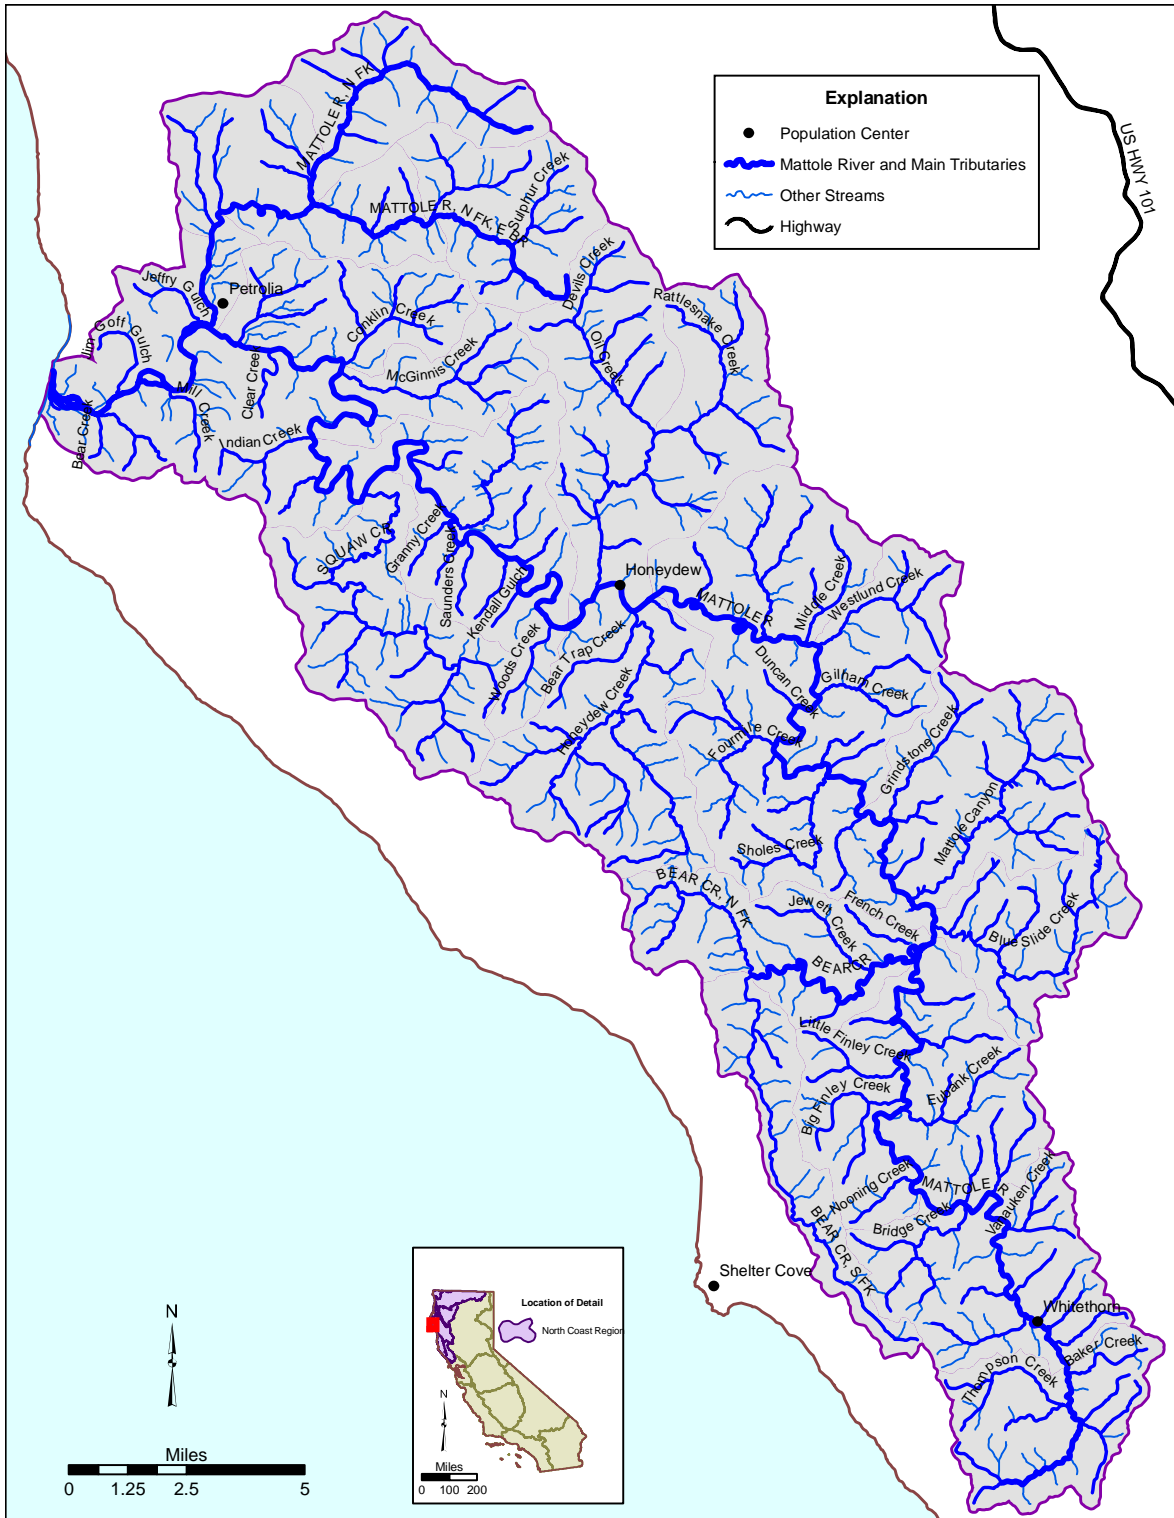 Explanation
Population Center
Mattole River and Main Tributaries
Other Streams
Highway
US HWY 101
MATTOLE R, N FK
MATTOLE R, N FK, E BR
Sulphur Creek
Devils Creek
Rattlesnake Creek
Jeffry Gulch
Petrolia
Conklin Creek
Oil Creek
Jim Goff Gulch
McGinnis Creek
Clear Creek
Mill Creek
Bear Creek
Indian Creek
SQUAW CR
Granny Creek
Saunders Creek
Kendall Gulch
Honeydew
MATTOLE R
Middle Creek
Westlund Creek
Woods Creek
Bear Trap Creek
Honeydew Creek
Duncan Creek
Gilham Creek
Fourmile Creek
Grindstone Creek
Mattole Canyon
Sholes Creek
BEAR CR, N FK
Jewett Creek
French Creek
Blue Slide Creek
BEAR CR
Little Finley Creek
Eubank Creek
Big Finley Creek
Nooning Creek
MATTOLE R
Vanauken Creek
Bridge Creek
BEAR CR, S FK
Shelter Cove
Whitethorn
Baker Creek
Thompson Creek
Location of Detail
North Coast Region
N
Miles
0 100 200
N
Miles
0 1.25 2.5 5